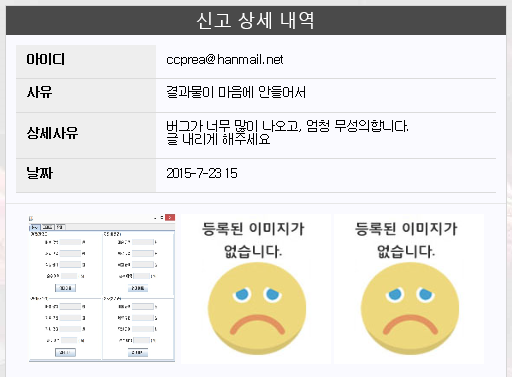 신고 상세 내역
아이디 ccprea@hanmail.net
사유 결과물이 마음에 안들어서
상세사유 버그가 너무 많이 나오고, 엄청 무성의합니다.
글 내리게 해주세요
날짜 2015-7-23 15
등록된 이미지가
없습니다.
등록된 이미지가
없습니다.